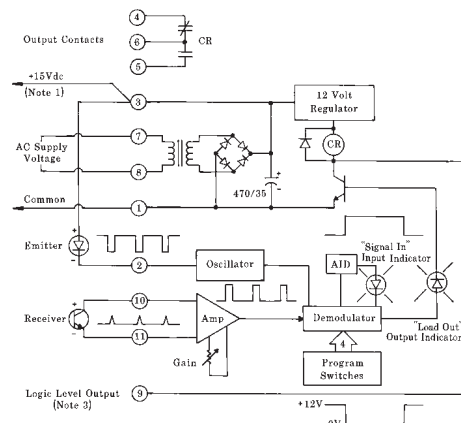 4
Output Contacts
6
CR
5
+15Vdc
(Note 1)
3
12 Volt
Regulator
7
AC Supply
Voltage
8
CR
+
470/35
-
Common
1
+
Emitter
-
2
Oscillator
"Signal In"
Input Indicator
AID
10
+
Receiver
-
11
Amp
Demodulator
"Load Out"
Output Indicator
Gain
4
Program
Switches
Logic Level Output
(Note 3)
9
+12V
0V